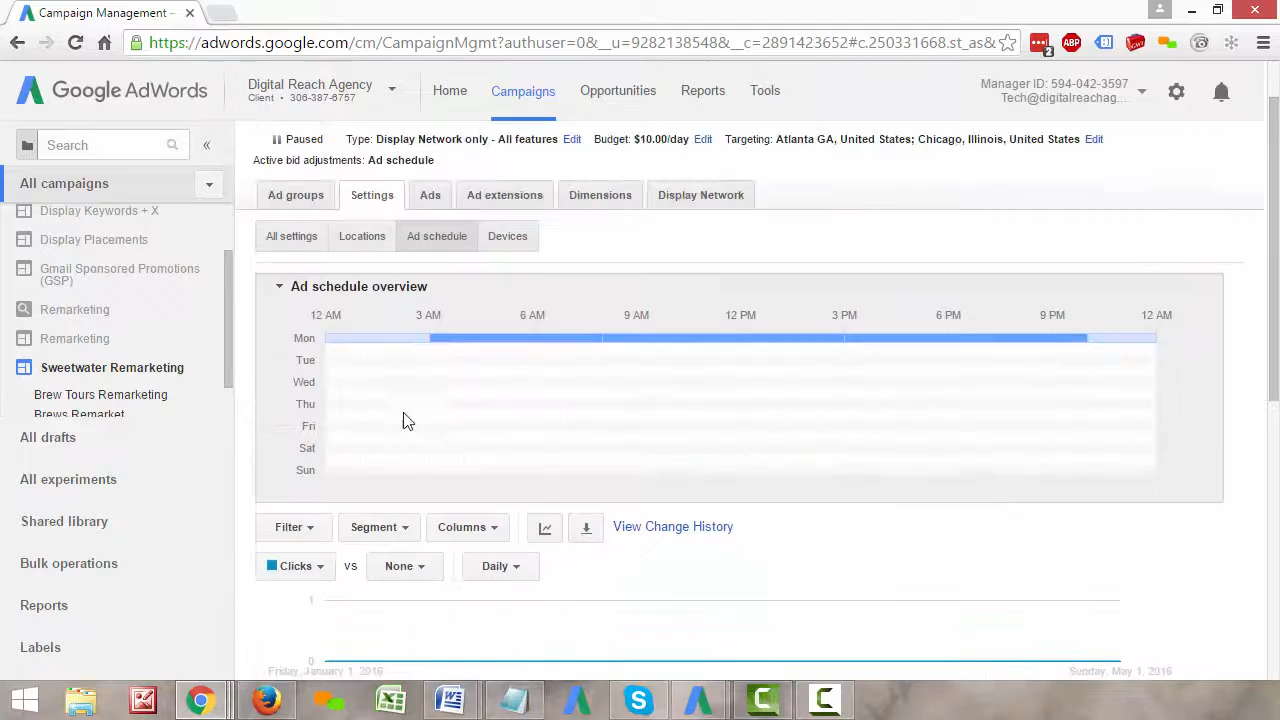 Campaign Management –
https://adwords.google.com/cm/CampaignMgmt?authuser=0&__u=9282138548&__c=2891423652#c.250331668.st_as&
2
ABP
Google AdWords
Digital Reach Agency
Client • 306-387-6757
Home
Campaigns
Opportunities
Reports
Tools
Manager ID: 594-042-3597
Tech@digitalreachag...
Search
«
All campaigns
Display Keywords + X
Display Placements
Gmail Sponsored Promotions
(GSP)
Remarketing
Remarketing
Sweetwater Remarketing
Brew Tours Remarketing
Brews Remarket
All drafts
All experiments
Shared library
Bulk operations
Reports
Labels
Paused Type: Display Network only - All features Edit Budget: $10.00/day Edit Targeting: Atlanta GA, United States; Chicago, Illinois, United States Edit
Active bid adjustments: Ad schedule
Ad groups
Settings
Ads
Ad extensions
Dimensions
Display Network
All settings
Locations
Ad schedule
Devices
Ad schedule overview
12 AM 3 AM 6 AM 9 AM 12 PM 3 PM 6 PM 9 PM 12 AM
Mon
Tue
Wed
Thu
Fri
Sat
Sun
Filter
Segment
Columns
View Change History
Clicks vs None Daily
1
0
Friday, January 1, 2016
Sunday, May 1, 2016